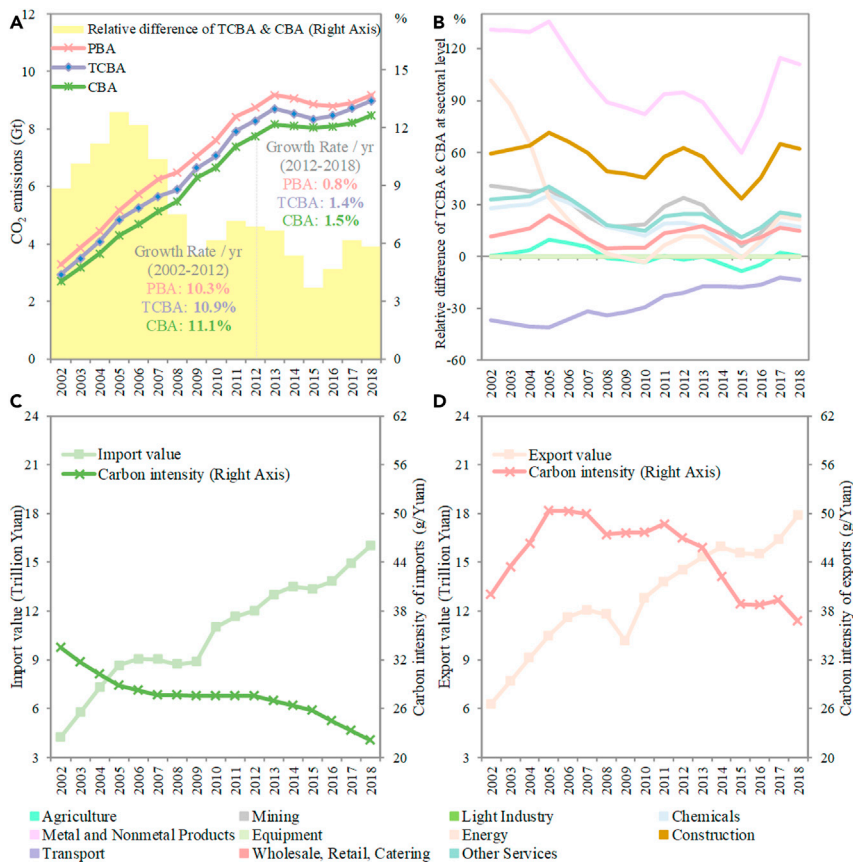 A
12
10
8
6
4
2
0
CO2 emissions (Gt)
%
15
12
9
6
3
0
Relative difference of TCBA & CBA (Right Axis)
PBA
TCBA
CBA
Growth Rate / yr
(2012-2018)
PBA: 0.8%
TCBA: 1.4%
CBA: 1.5%
Growth Rate / yr
(2002-2012)
PBA: 10.3%
TCBA: 10.9%
CBA: 11.1%
2002 2003 2004 2005 2006 2007 2008 2009 2010 2011 2012 2013 2014 2015 2016 2017 2018
B
%
120
90
60
30
0
-30
-60
Relative difference of TCBA & CBA at sectoral level
2002 2003 2004 2005 2006 2007 2008 2009 2010 2011 2012 2013 2014 2015 2016 2017 2018
C
24
21
18
15
12
9
6
3
Import value (Trillion Yuan)
62
56
50
44
38
32
26
20
Carbon intensity of imports (g/Yuan)
Import value
Carbon intensity (Right Axis)
2002 2003 2004 2005 2006 2007 2008 2009 2010 2011 2012 2013 2014 2015 2016 2017 2018
D
24
21
18
15
12
9
6
3
Export value (Trillion Yuan)
62
56
50
44
38
32
26
20
Carbon intensity of exports (g/Yuan)
Export value
Carbon intensity (Right Axis)
2002 2003 2004 2005 2006 2007 2008 2009 2010 2011 2012 2013 2014 2015 2016 2017 2018
Agriculture Mining Light Industry Chemicals
Metal and Nonmetal Products Equipment Energy Construction
Transport Wholesale, Retail, Catering Other Services